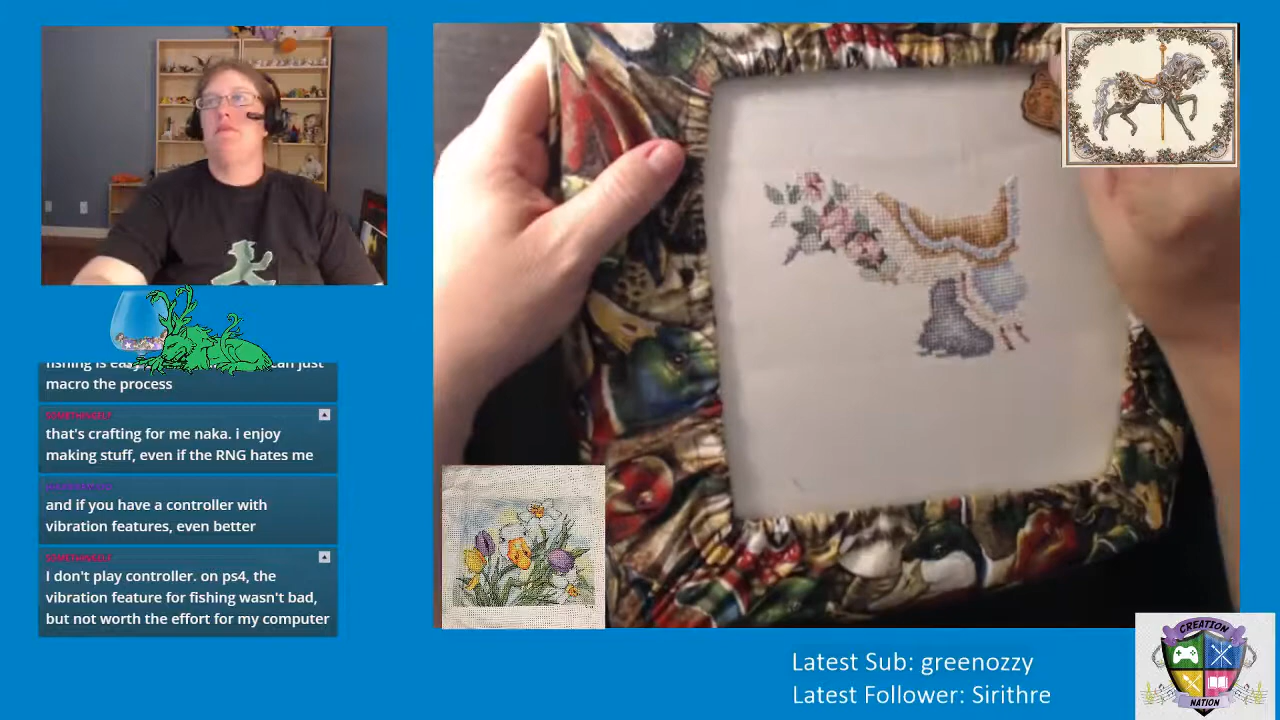 macro the process
SOMETHINGELF
that's crafting for me naka. i enjoy
making stuff, even if the RNG hates me
and if you have a controller with
vibration features, even better
SOMETHINGELF
I don't play controller. on ps4, the
vibration feature for fishing wasn't bad,
but not worth the effort for my computer
Latest Sub: greenozzy
Latest Follower: Sirithre
CREATION
NATION